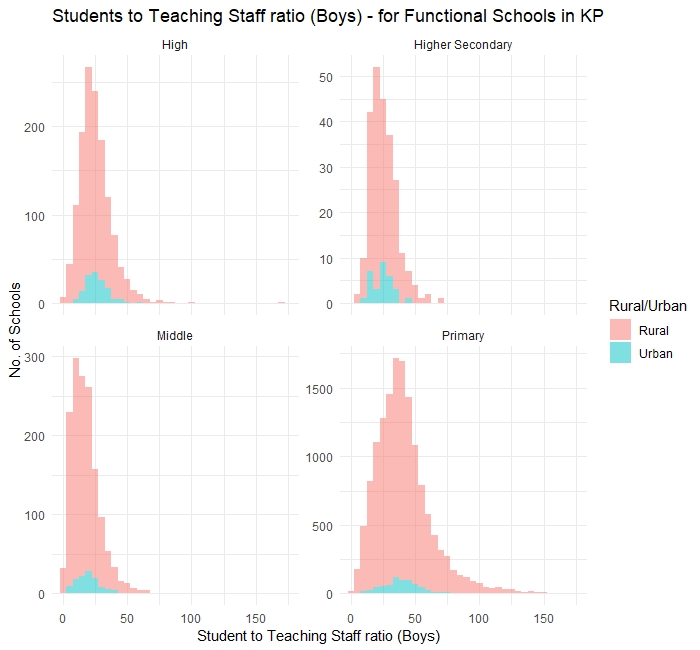 Students to Teaching Staff ratio (Boys) - for Functional Schools in KP
High
Higher Secondary
200
100
0
50
40
30
20
10
0
No. of Schools
Middle
Primary
300
200
100
0
1500
1000
500
0
0 50 100 150
0 50 100 150
Student to Teaching Staff ratio (Boys)
Rural/Urban
Rural
Urban